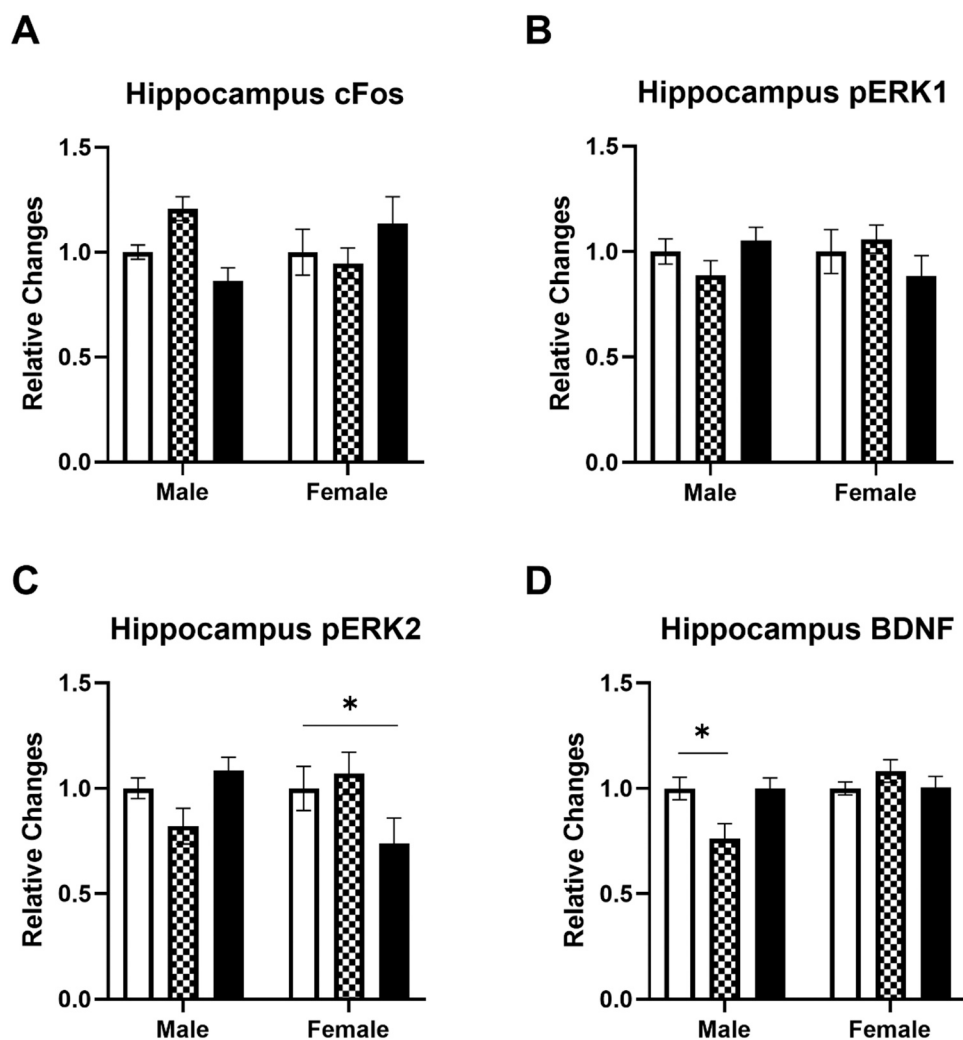 A
Hippocampus cFos
Relative Changes
1.5
1.0
0.5
0.0
Male Female
B
Hippocampus pERK1
Relative Changes
1.5
1.0
0.5
0.0
Male Female
C
Hippocampus pERK2
Relative Changes
1.5
1.0
0.5
0.0
*
Male Female
D
Hippocampus BDNF
Relative Changes
1.5
1.0
0.5
0.0
*
Male Female